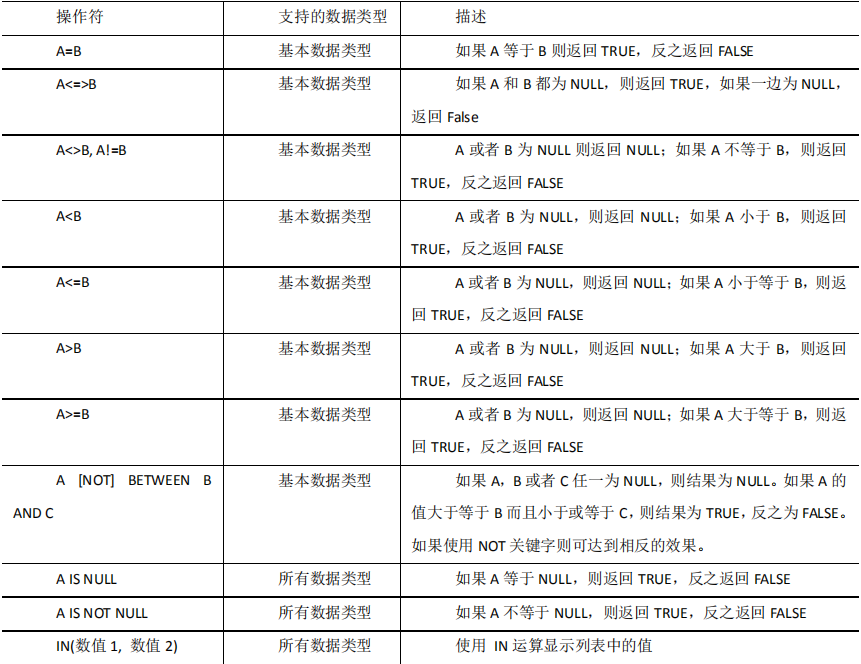 操作符 支持的数据类型 描述
A=B 基本数据类型 如果 A 等于 B 则返回 TRUE，反之返回 FALSE
A<=>B 基本数据类型 如果 A 和 B 都为 NULL，则返回 TRUE，如果一边为 NULL，
返回 False
A<>B, A!=B 基本数据类型 A 或者 B 为 NULL 则返回 NULL；如果 A 不等于 B，则返回
TRUE，反之返回 FALSE
A<B 基本数据类型 A 或者 B 为 NULL，则返回 NULL；如果 A 小于 B，则返回
TRUE，反之返回 FALSE
A<=B 基本数据类型 A 或者 B 为 NULL，则返回 NULL；如果 A 小于等于 B，则返
回 TRUE，反之返回 FALSE
A>B 基本数据类型 A 或者 B 为 NULL，则返回 NULL；如果 A 大于 B，则返回
TRUE，反之返回 FALSE
A>=B 基本数据类型 A 或者 B 为 NULL，则返回 NULL；如果 A 大于等于 B，则返
回 TRUE，反之返回 FALSE
A [NOT] BETWEEN B 基本数据类型 如果 A，B 或者 C 任一为 NULL，则结果为 NULL。如果 A 的
AND C 值大于等于 B 而且小于或等于 C，则结果为 TRUE，反之为 FALSE。
如果使用 NOT 关键字则可达到相反的效果。
A IS NULL 所有数据类型 如果 A 等于 NULL，则返回 TRUE，反之返回 FALSE
A IS NOT NULL 所有数据类型 如果 A 不等于 NULL，则返回 TRUE，反之返回 FALSE
IN(数值 1, 数值 2) 所有数据类型 使用 IN 运算显示列表中的值